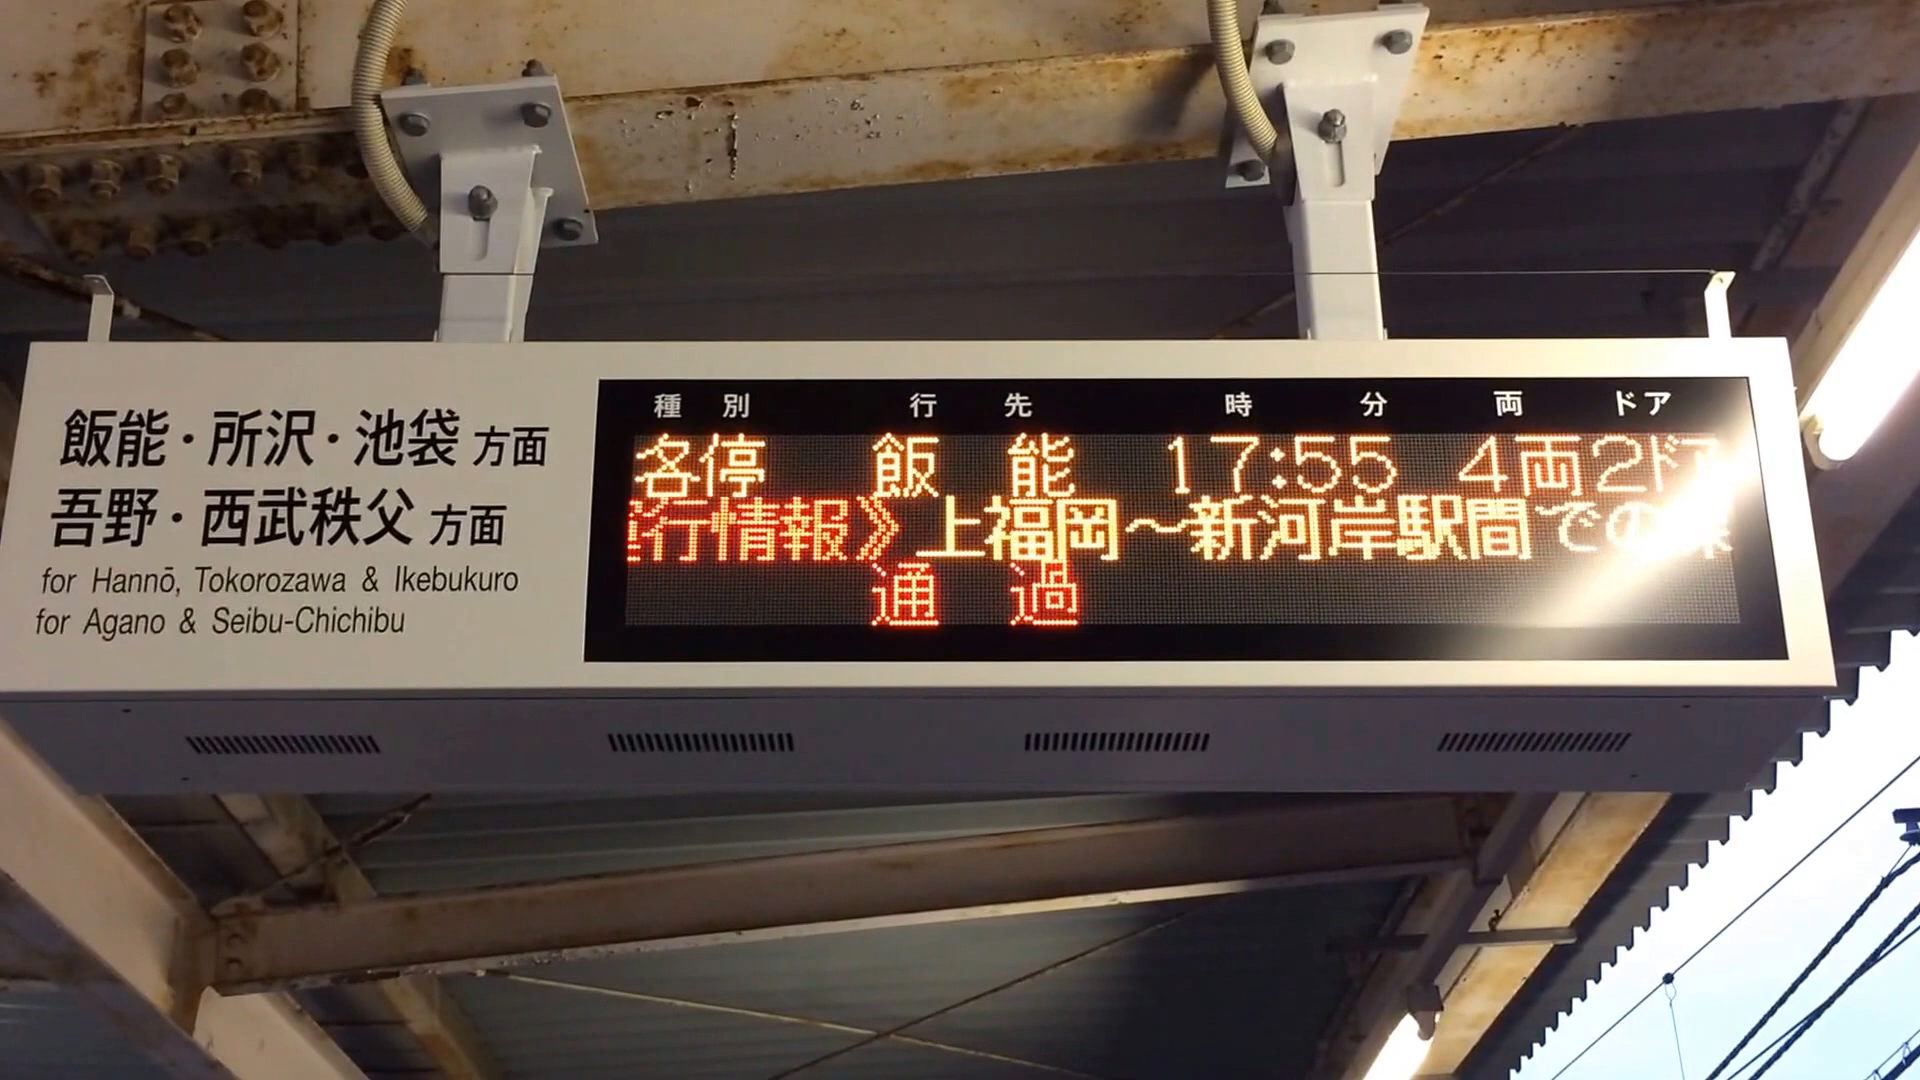 飯能・所沢・池袋 方面
吾野・西武秩父 方面
for Hannō, Tokorozawa & Ikebukuro
for Agano & Seibu-Chichibu
種別 行先 時 分 両 ドア
各停 飯能 17:55 4両2ドア
行情報》上福岡～新河岸駅間での
通過